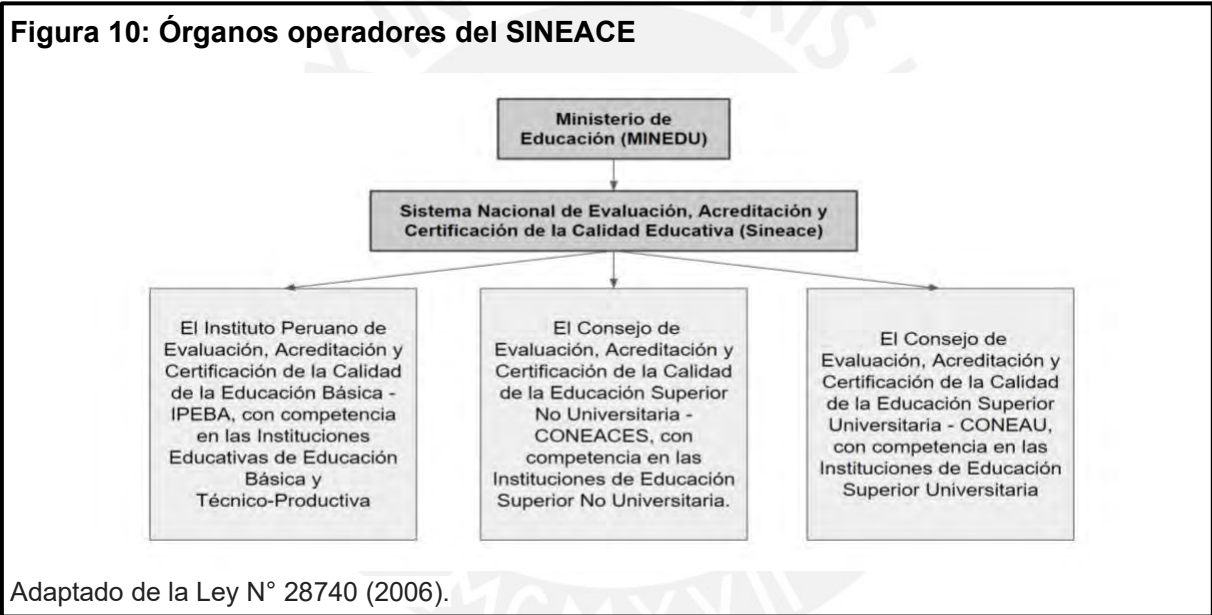 Figura 10: Órganos operadores del SINEACE
Ministerio de
Educación (MINEDU)
Sistema Nacional de Evaluación, Acreditación y
Certificación de la Calidad Educativa (Sineace)
El Instituto Peruano de
Evaluación, Acreditación y
Certificación de la Calidad
de la Educación Básica -
IPEBA, con competencia
en las Instituciones
Educativas de Educación
Básica y
Técnico-Productiva
El Consejo de
Evaluación, Acreditación y
Certificación de la Calidad
de la Educación Superior
No Universitaria -
CONEACES, con
competencia en las
Instituciones de Educación
Superior No Universitaria.
El Consejo de
Evaluación, Acreditación y
Certificación de la Calidad
de la Educación Superior
Universitaria - CONEAU,
con competencia en las
Instituciones de Educación
Superior Universitaria
Adaptado de la Ley N° 28740 (2006).